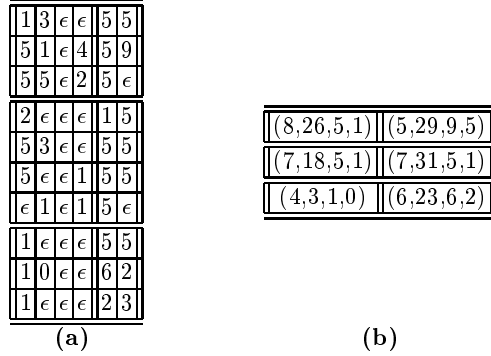 1 3 ϵ ϵ 5 5
5 1 ϵ 4 5 9
5 5 ϵ 2 5 ϵ
2 ϵ ϵ ϵ 1 5
5 3 ϵ ϵ 5 5
5 ϵ ϵ 1 5 5
ϵ 1 ϵ 1 5 ϵ
1 ϵ ϵ ϵ 5 5
1 0 ϵ ϵ 6 2
1 ϵ ϵ ϵ 2 3
(a)
(8,26,5,1) (5,29,9,5)
(7,18,5,1) (7,31,5,1)
(4,3,1,0) (6,23,6,2)
(b)